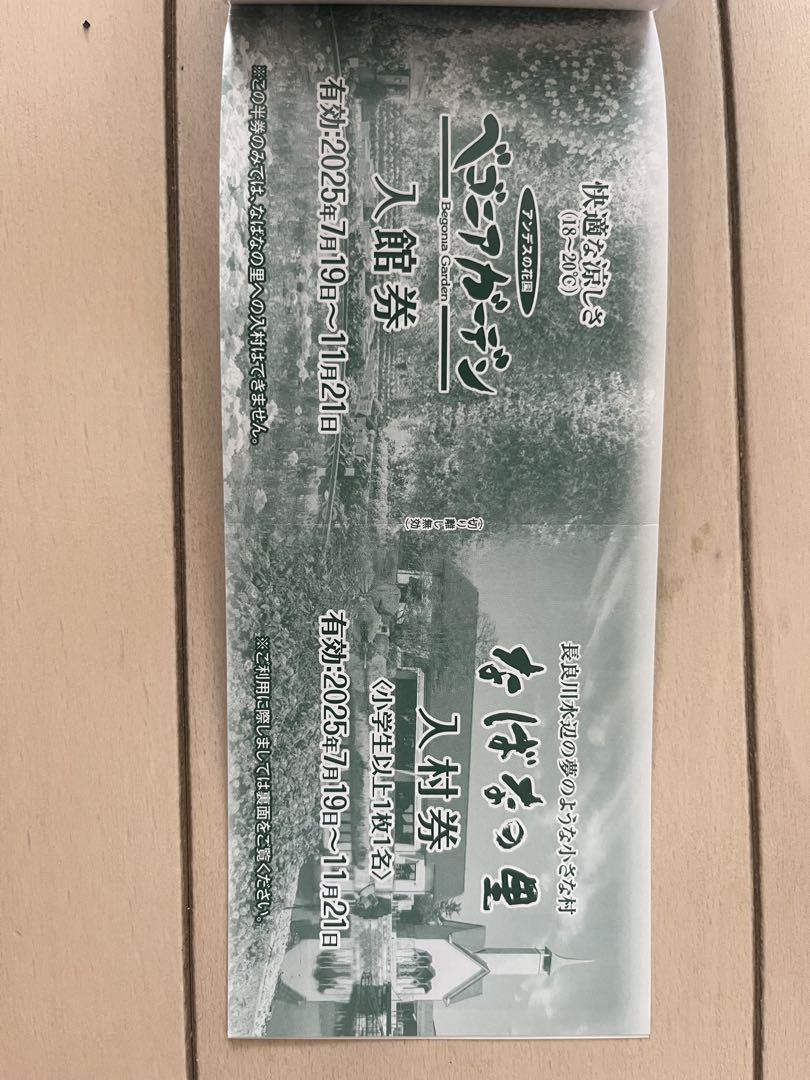 快適な涼しさ
(18～20℃)
アンデスの花園
ベゴニアガーデン
Begonia Garden
入館券
有効:2025年7月19日～11月21日
※この半券のみでは、なばなの里への入村はできません。
(切り離し無効)
長良川水辺の夢のような小さな村
なばなの里
入村券
〈小学生以上1枚1名〉
有効:2025年7月19日～11月21日
※ご利用に際しましては裏面をご覧ください。